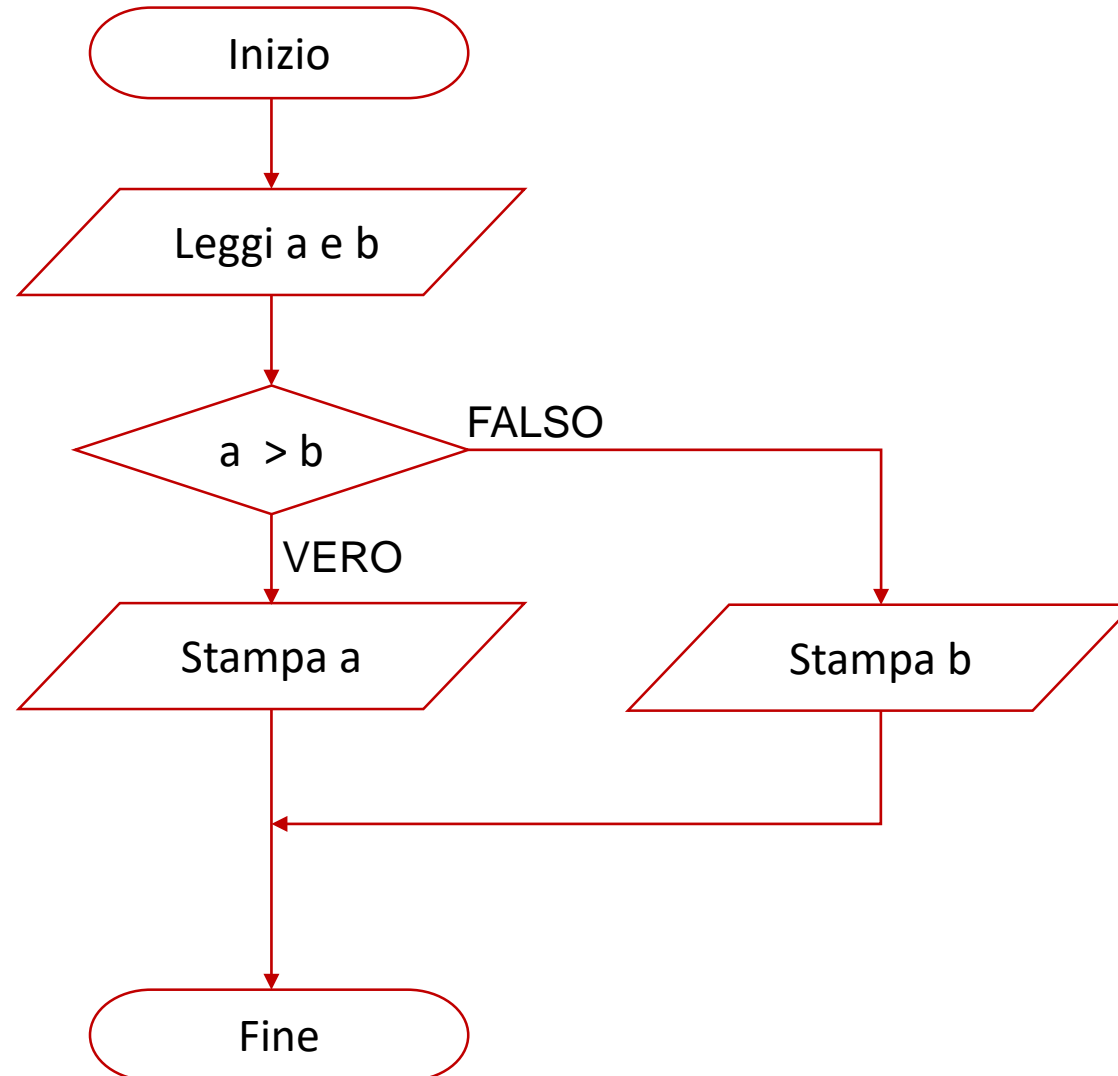 Inizio
Leggi a e b
a  > b
FALSO
VERO
Stampa a
Stampa b
Fine